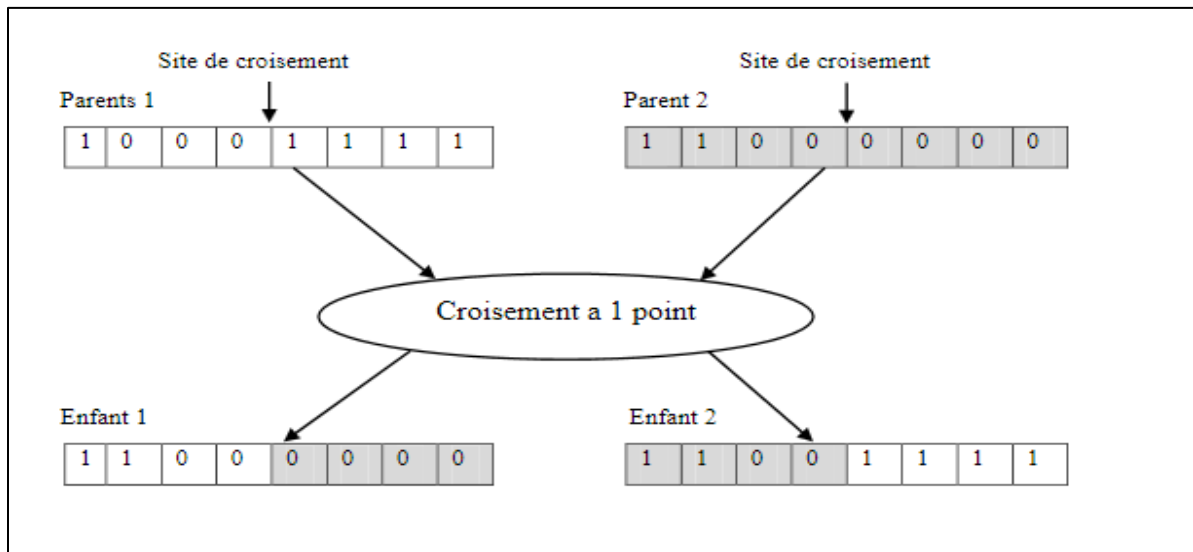 Site de croisement Site de croisement
Parents 1 Parent 2
1 0 0 0 1 1 1 1 1 1 0 0 0 0 0 0
Croisement a 1 point
Enfant 1 Enfant 2
1 1 0 0 0 0 0 0 1 1 0 0 1 1 1 1